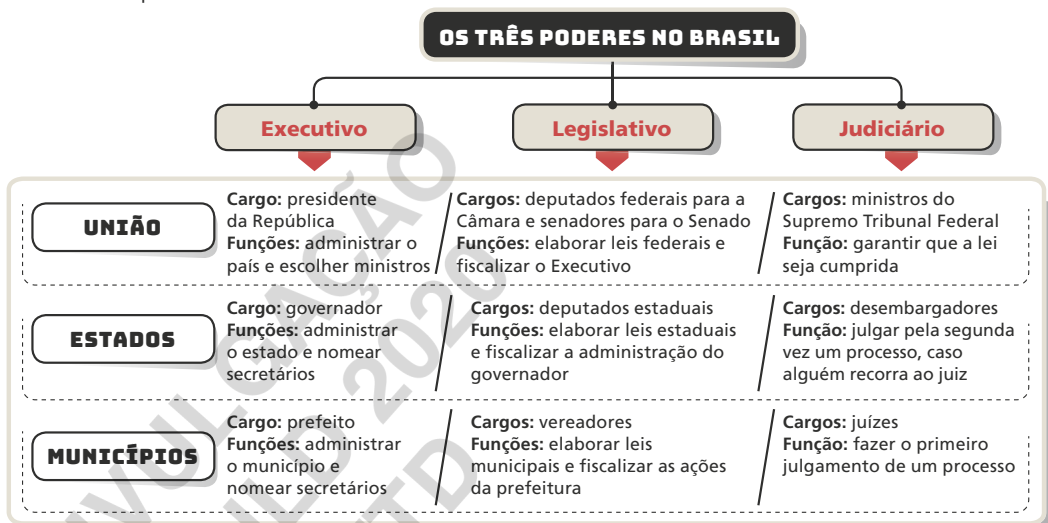 OS TRÊS PODERES NO BRASIL
Executivo
Legislativo
Judiciário
UNIÃO
Cargo: presidente
da República
Funções: administrar o
país e escolher ministros
Cargos: deputados federais para a
Câmara e senadores para o Senado
Funções: elaborar leis federais e
fiscalizar o Executivo
Cargos: ministros do
Supremo Tribunal Federal
Função: garantir que a lei
seja cumprida
ESTADOS
Cargo: governador
Funções: administrar
o estado e nomear
secretários
Cargos: deputados estaduais
Funções: elaborar leis estaduais
e fiscalizar a administração do
governador
Cargos: desembargadores
Função: julgar pela segunda
vez um processo, caso
alguém recorra ao juiz
MUNICÍPIOS
Cargo: prefeito
Funções: administrar
o município e
nomear secretários
Cargos: vereadores
Funções: elaborar leis
municipais e fiscalizar as ações
da prefeitura
Cargos: juízes
Função: fazer o primeiro
julgamento de um processo
VULGAÇÃO
LD 2020
FTD